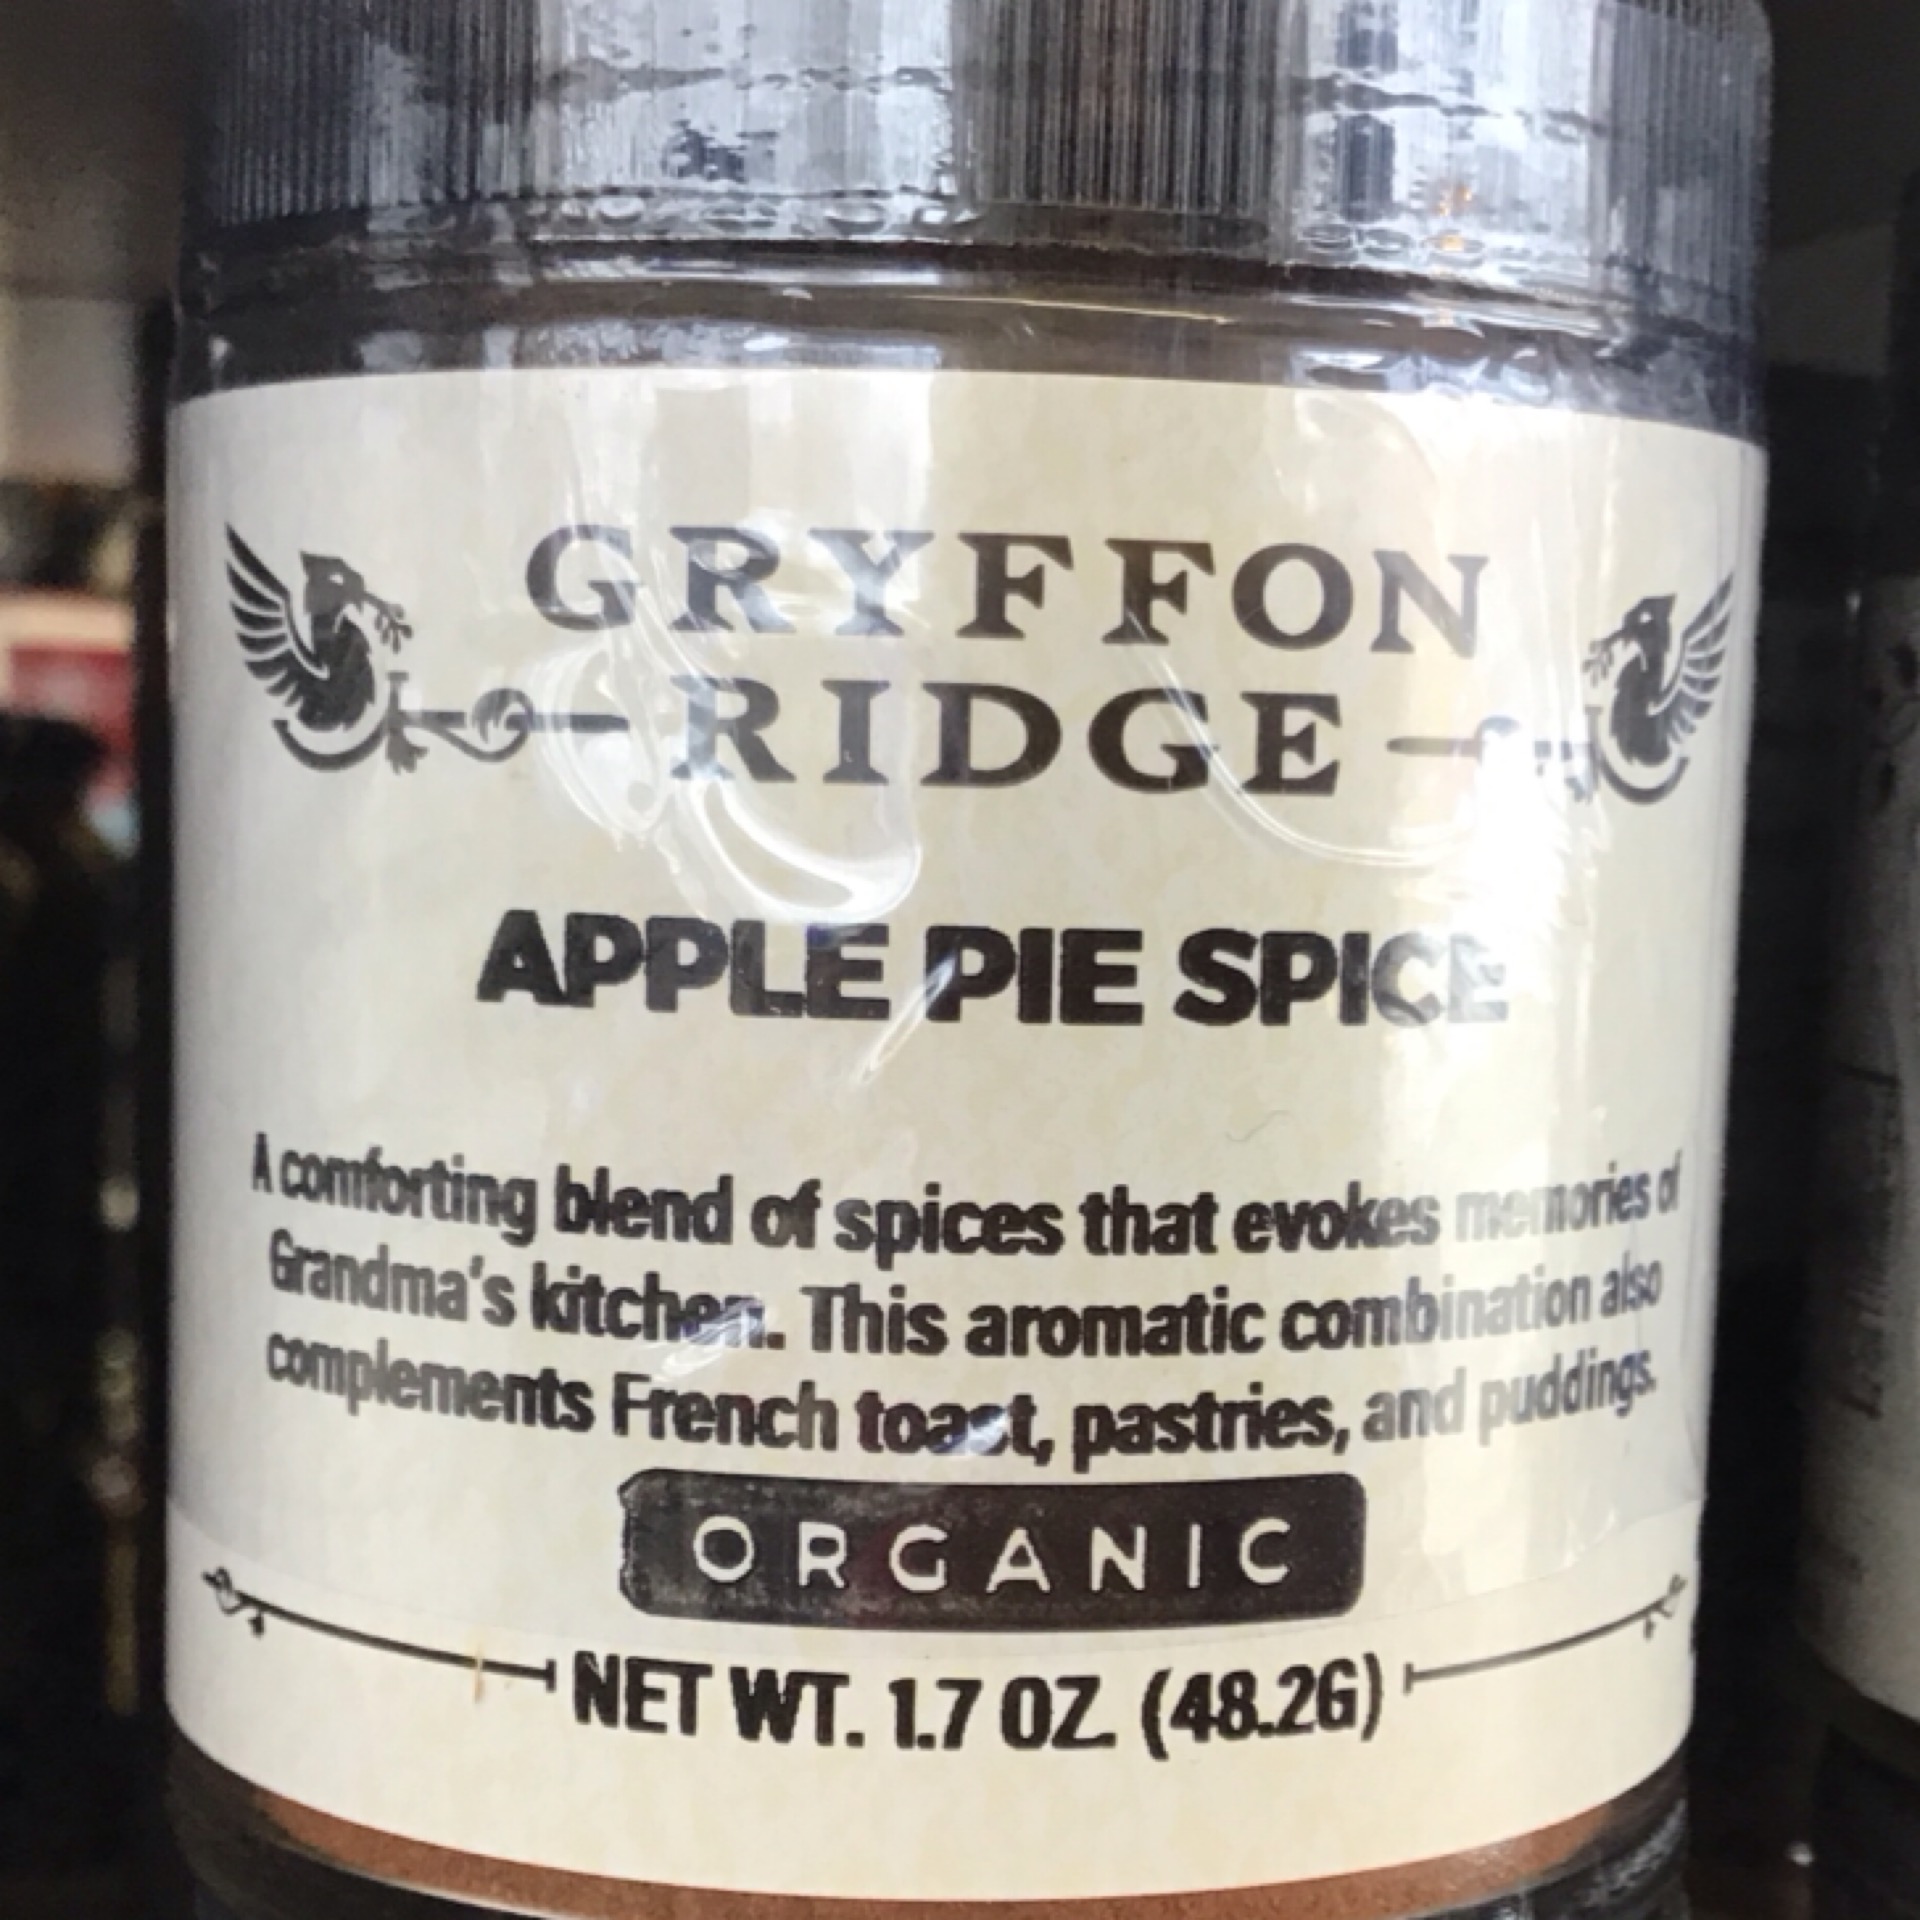 GRYFFON
RIDGE
APPLE PIE SPICE
A comforting blend of spices that evokes memories of
Grandma's kitchen. This aromatic combination also
complements French toast, pastries, and puddings.
ORGANIC
NET WT. 1.7 OZ. (48.2G)